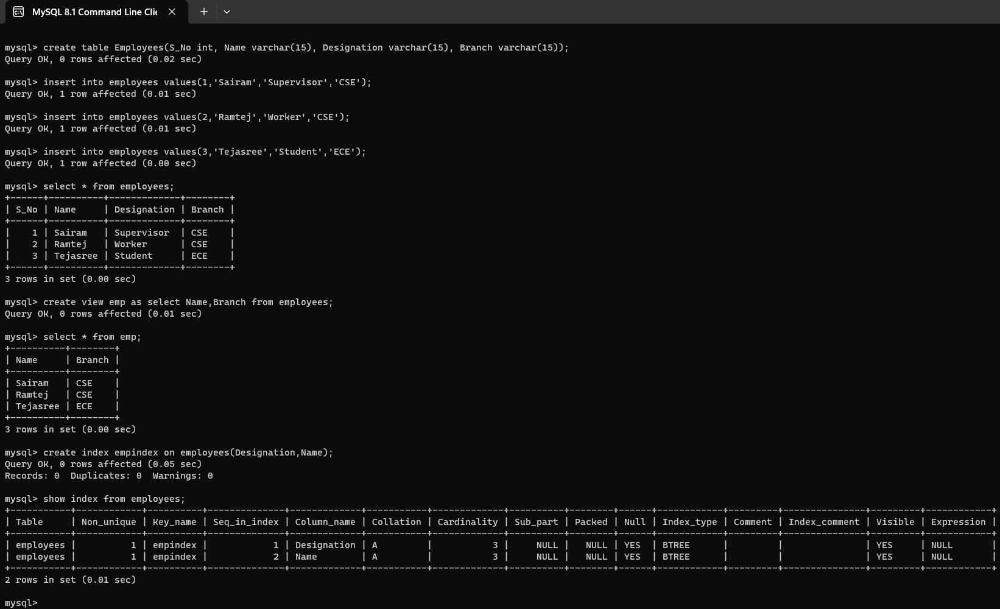 MySQL 8.1 Command Line Clie
mysql> create table Employees(S_No int, Name varchar(15), Designation varchar(15), Branch varchar(15));
Query OK, 0 rows affected (0.02 sec)
mysql> insert into employees values(1,'Sairam','Supervisor','CSE');
Query OK, 1 row affected (0.01 sec)
mysql> insert into employees values(2,'Ramtej','Worker','CSE');
Query OK, 1 row affected (0.01 sec)
mysql> insert into employees values(3,'Tejasree','Student','ECE');
Query OK, 1 row affected (0.00 sec)
mysql> select * from employees;
+------+----------+-------------+--------+
| S_No | Name     | Designation | Branch |
+------+----------+-------------+--------+
|    1 | Sairam   | Supervisor  | CSE    |
|    2 | Ramtej   | Worker      | CSE    |
|    3 | Tejasree | Student     | ECE    |
+------+----------+-------------+--------+
3 rows in set (0.00 sec)
mysql> create view emp as select Name,Branch from employees;
Query OK, 0 rows affected (0.01 sec)
mysql> select * from emp;
+----------+--------+
| Name     | Branch |
+----------+--------+
| Sairam   | CSE    |
| Ramtej   | CSE    |
| Tejasree | ECE    |
+----------+--------+
3 rows in set (0.00 sec)
mysql> create index empindex on employees(Designation,Name);
Query OK, 0 rows affected (0.05 sec)
Records: 0  Duplicates: 0  Warnings: 0
mysql> show index from employees;
+-----------+------------+----------+--------------+-------------+-----------+-------------+----------+--------+------+------------+---------+---------------+---------+------------+
| Table     | Non_unique | Key_name | Seq_in_index | Column_name | Collation | Cardinality | Sub_part | Packed | Null | Index_type | Comment | Index_comment | Visible | Expression |
+-----------+------------+----------+--------------+-------------+-----------+-------------+----------+--------+------+------------+---------+---------------+---------+------------+
| employees |          1 | empindex |            1 | Designation | A         |           3 |     NULL |   NULL | YES  | BTREE      |         |               | YES     | NULL       |
| employees |          1 | empindex |            2 | Name        | A         |           3 |     NULL |   NULL | YES  | BTREE      |         |               | YES     | NULL       |
+-----------+------------+----------+--------------+-------------+-----------+-------------+----------+--------+------+------------+---------+---------------+---------+------------+
2 rows in set (0.01 sec)
mysql>